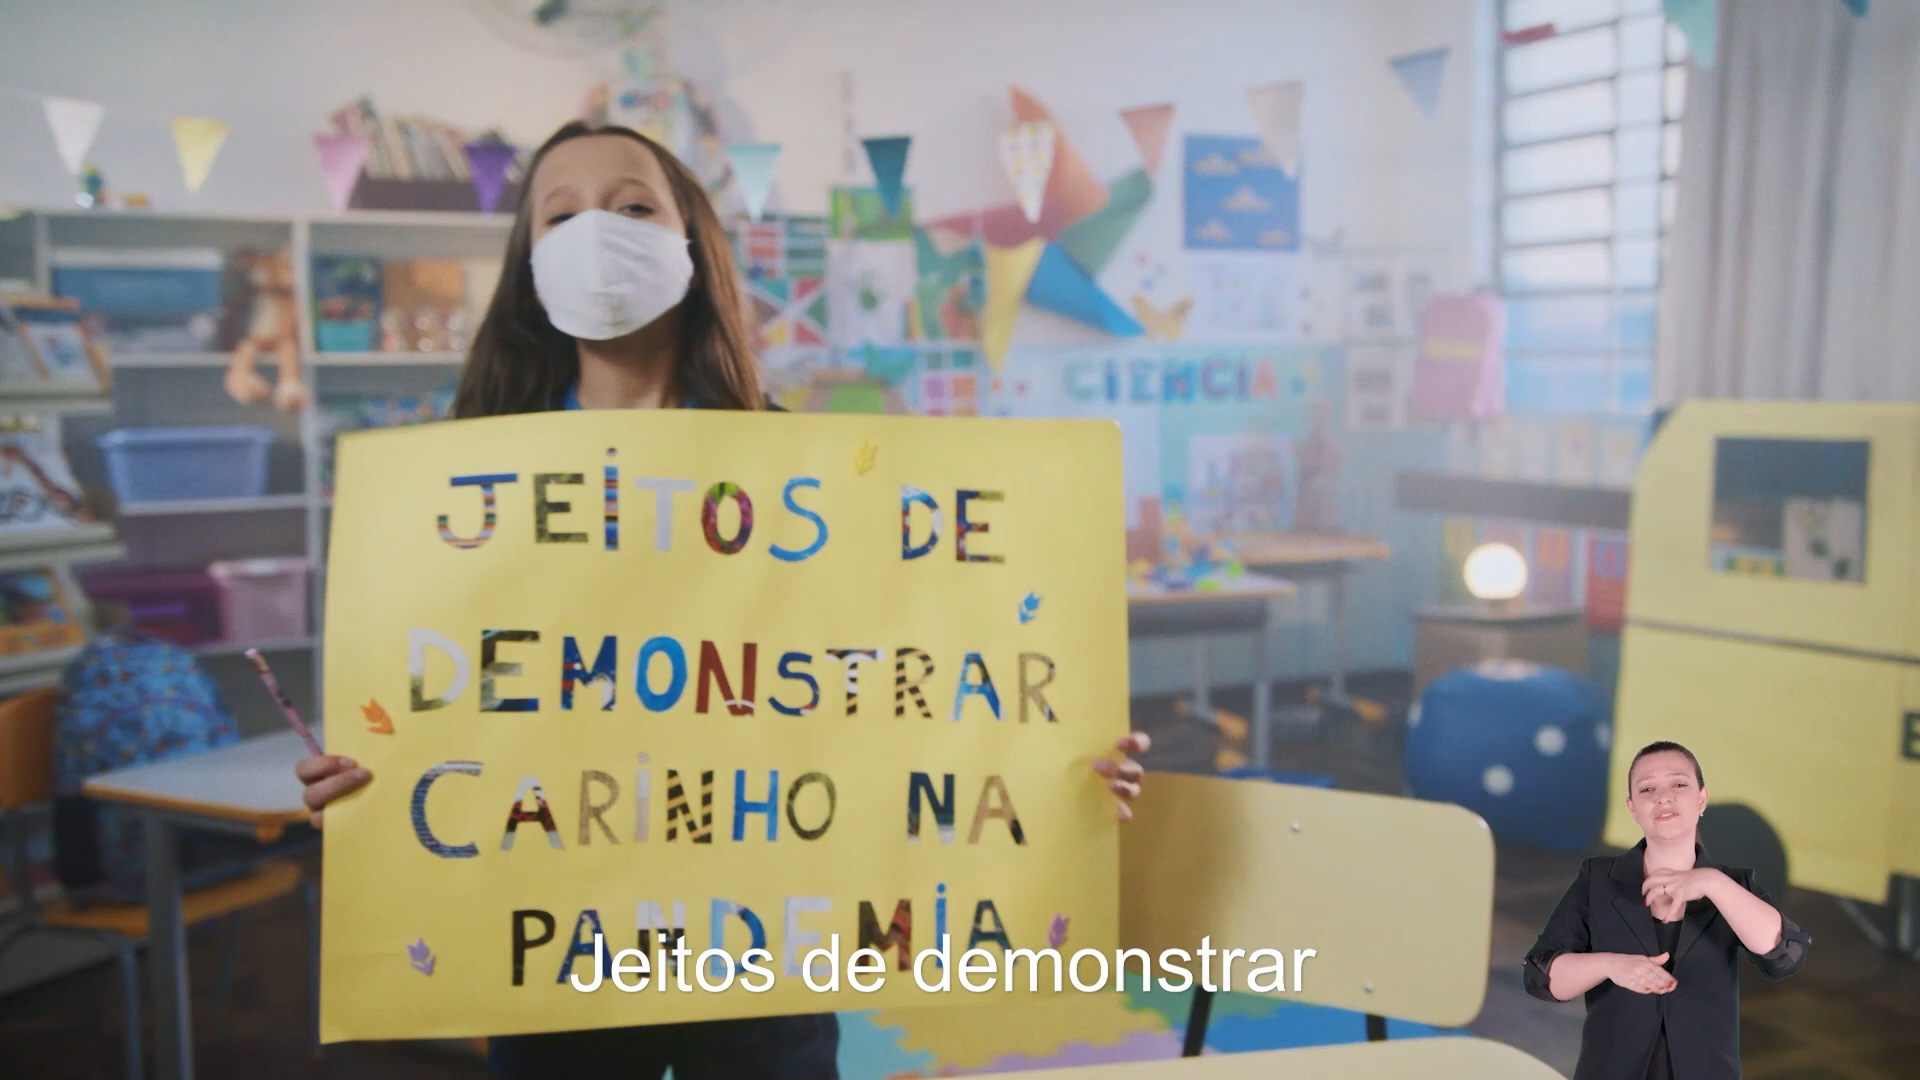 CIENCIA
JEITOS DE
DEMONSTRAR
CARINHO NA
PANDEMIA
Jeitos de demonstrar